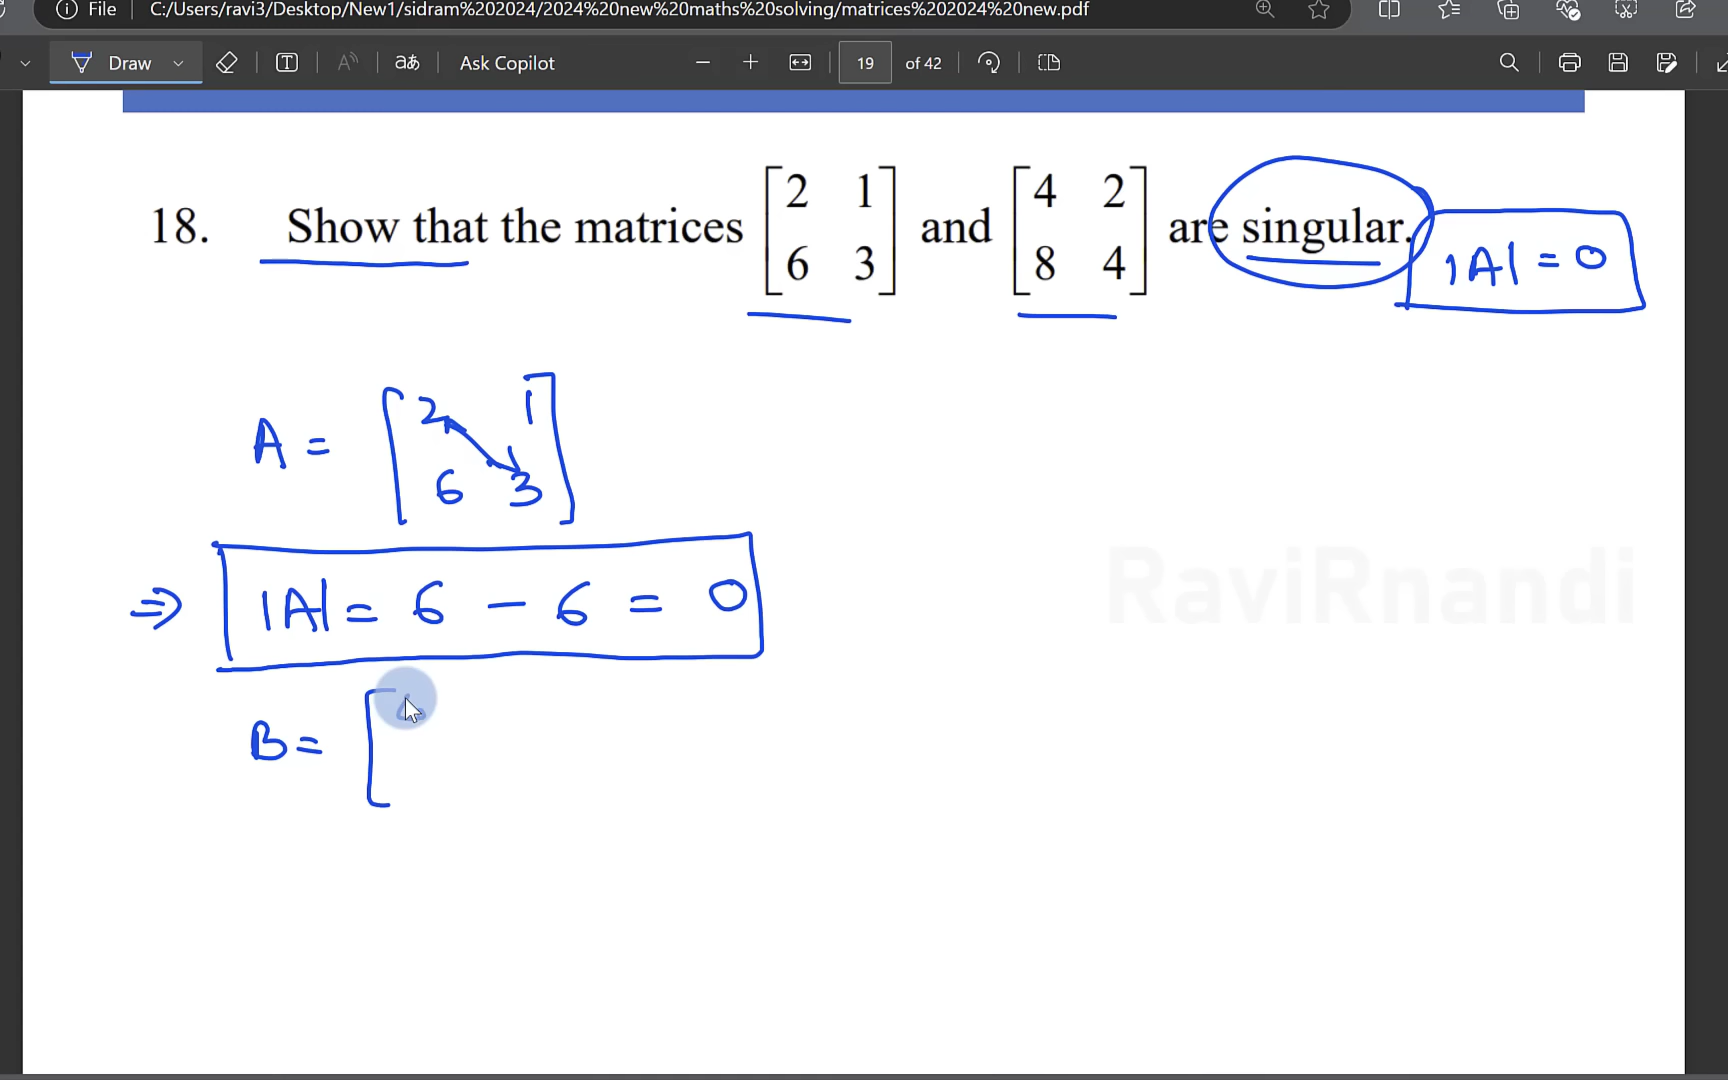 File C:/Users/ravi3/Desktop/New1/sidram%202024/2024%20new%20maths%20solving/matrices%202024%20new.pdf
Draw T A aあ Ask Copilot 19 of 42
18. Show that the matrices [2 1; 6 3] and [4 2; 8 4] are singular.
|A| = 0
A = [2 1; 6 3]
⇒ |A| = 6 − 6 = 0
RaviRnandi
B = [